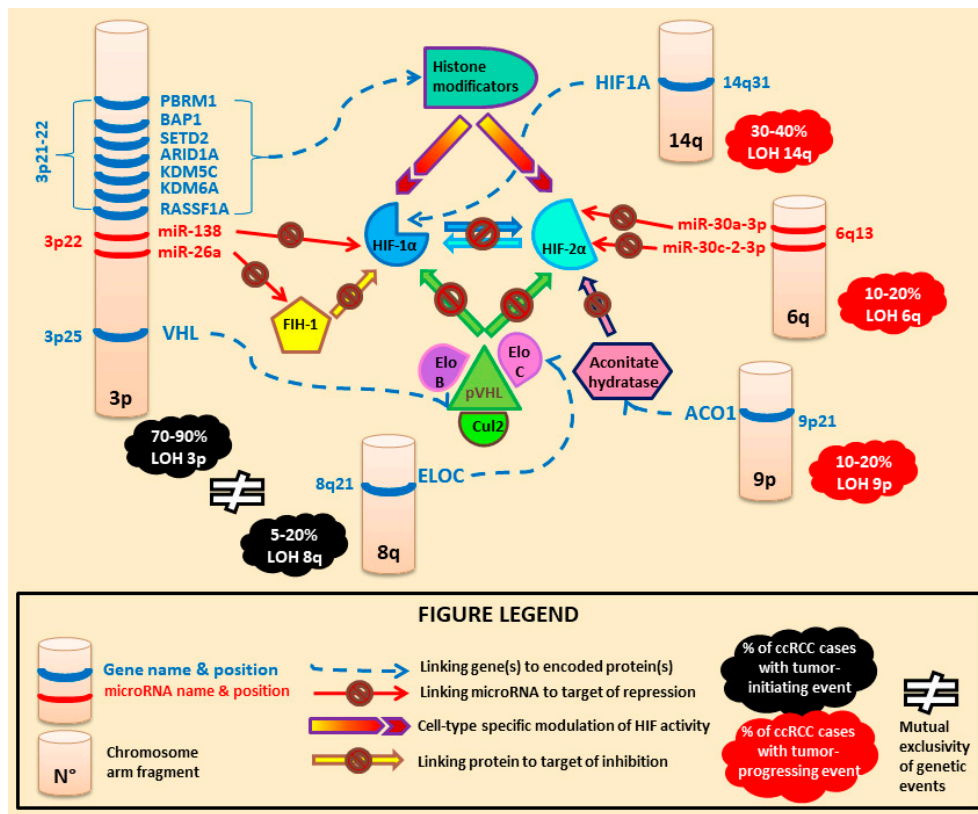 3p21-22
PBRM1
BAP1
SETD2
ARID1A
KDM5C
KDM6A
RASSF1A
3p22
miR-138
miR-26a
3p25
VHL
3p
70-90%
LOH 3p
Histone
modificators
HIF1A
14q31
14q
30-40%
LOH 14q
HIF-1α
HIF-2α
miR-30a-3p
miR-30c-2-3p
6q13
6q
10-20%
LOH 6q
FIH-1
Elo
B
Elo
C
pVHL
Cul2
Aconitate
hydratase
ACO1
9p21
9p
10-20%
LOH 9p
8q21
ELOC
8q
5-20%
LOH 8q
FIGURE LEGEND
Gene name & position
microRNA name & position
N°
Chromosome
arm fragment
Linking gene(s) to encoded protein(s)
Linking microRNA to target of repression
Cell-type specific modulation of HIF activity
Linking protein to target of inhibition
% of ccRCC cases
with tumor-
initiating event
% of ccRCC cases
with tumor-
progressing event
Mutual
exclusivity
of genetic
events